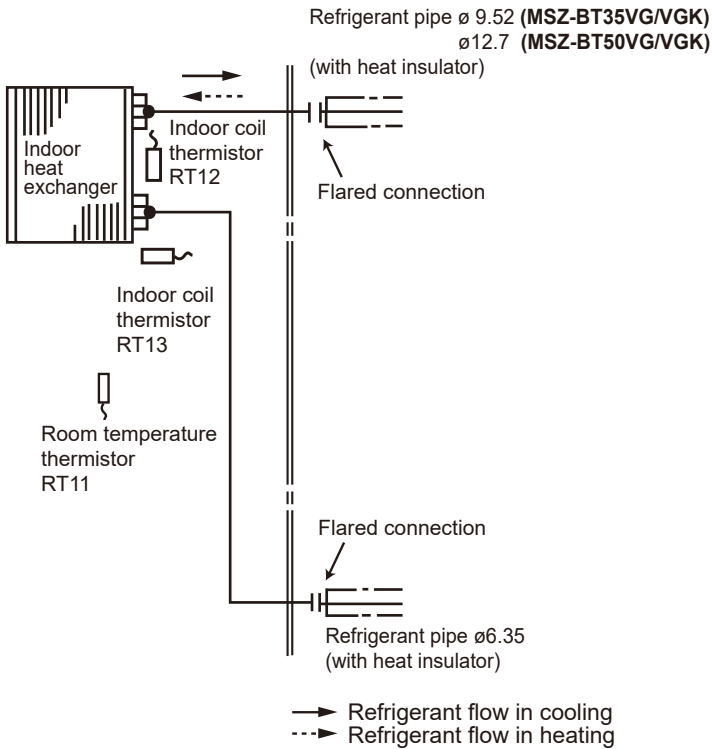 Refrigerant pipe ø 9.52 (MSZ-BT35VG/VGK)
ø12.7 (MSZ-BT50VG/VGK)
(with heat insulator)
Indoor
heat
exchanger
Indoor coil
thermistor
RT12
Flared connection
Indoor coil
thermistor
RT13
Room temperature
thermistor
RT11
Flared connection
Refrigerant pipe ø6.35
(with heat insulator)
Refrigerant flow in cooling
Refrigerant flow in heating